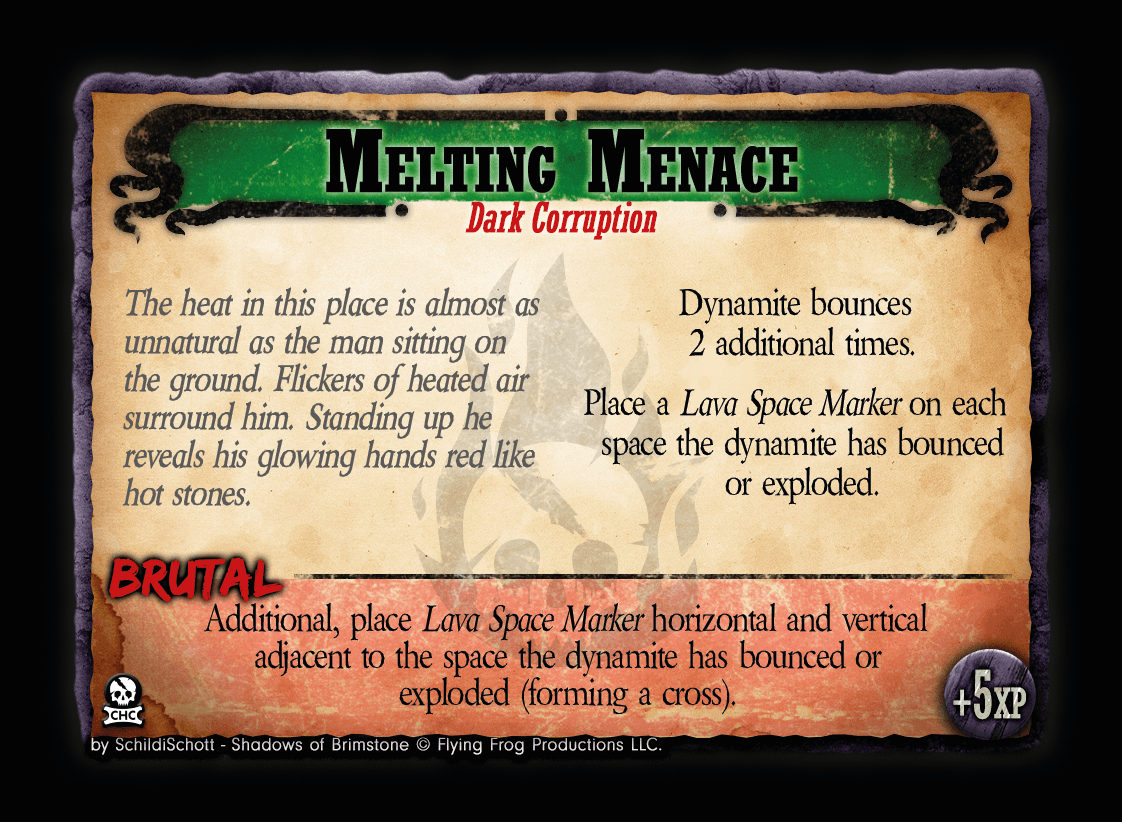 Melting Menace
Dark Corruption
The heat in this place is almost as
unnatural as the man sitting on
the ground. Flickers of heated air
surround him. Standing up he
reveals his glowing hands red like
hot stones.
Dynamite bounces
2 additional times.
Place a Lava Space Marker on each
space the dynamite has bounced
or exploded.
BRUTAL
Additional, place Lava Space Marker horizontal and vertical
adjacent to the space the dynamite has bounced or
exploded (forming a cross).
CHC
+5XP
by SchildiSchott - Shadows of Brimstone © Flying Frog Productions LLC.